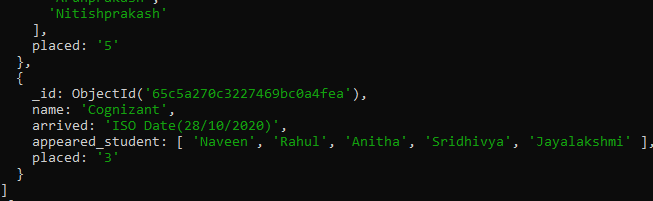 'Arunprakash',
'Nitishprakash'
],
placed: '5'
},
{
_id: ObjectId('65c5a270c3227469bc0a4fea'),
name: 'Cognizant',
arrived: 'ISO Date(28/10/2020)',
appeared_student: [ 'Naveen', 'Rahul', 'Anitha', 'Sridhivya', 'Jayalakshmi' ],
placed: '3'
}
]